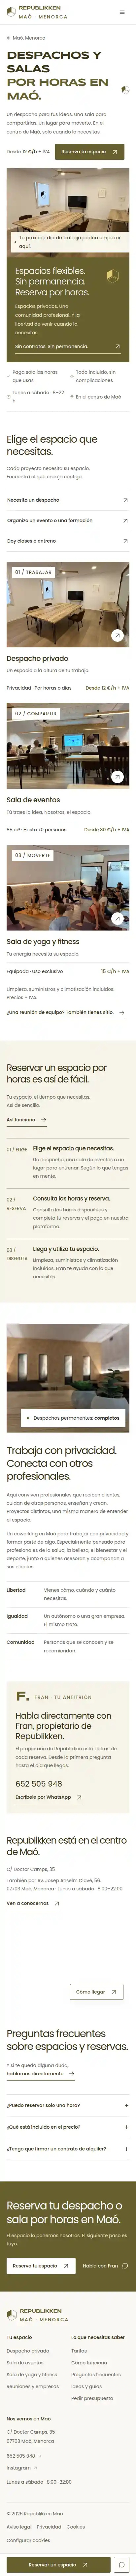 REPUBLIKKEN
MAÓ · MENORCA
Maó, Menorca
DESPACHOS Y
SALAS
POR HORAS EN
MAÓ.
Un despacho para tus ideas. Una sala para
compartirlas. Un lugar para moverte. En el
centro de Maó, solo cuando lo necesitas.
Desde 12 €/h + IVA
Reserva tu espacio
Tu próximo día de trabajo podría empezar
aquí.
Espacios flexibles.
Sin permanencia.
Reserva por horas.
Espacios privados. Una
comunidad profesional. Y la
libertad de venir cuando lo
necesitas.
Sin contratos. Sin permanencia.
Paga solo las horas
que usas
Todo incluido, sin
complicaciones
Lunes a sábado · 8–22
h
En el centro de Maó
Elige el espacio que
necesitas.
Cada proyecto necesita su espacio.
Encuentra el que encaja contigo.
Necesito un despacho
Organizo un evento o una formación
Doy clases o entreno
01 / TRABAJAR
Despacho privado
Un espacio a la altura de tu trabajo.
Privacidad · Por horas o días
Desde 12 €/h + IVA
02 / COMPARTIR
Sala de eventos
Tú traes la idea. Nosotros, el espacio.
95 m² · Hasta 70 personas
Desde 30 €/h + IVA
03 / MOVERTE
Sala de yoga y fitness
Tu energía necesita su espacio.
Equipada · Uso exclusivo
15 €/h + IVA
Limpieza, suministros y climatización incluidos.
Precios + IVA.
¿Una reunión de equipo? También tienes sitio.
Reservar un espacio por
horas es así de fácil.
Tu espacio, el tiempo que necesitas.
Así de sencillo.
Así funciona
01 / ELIGE
Elige el espacio que necesitas.
Un despacho, una sala de eventos o un
lugar para entrenar. Según lo que tengas
en mente.
02 /
RESERVA
Consulta las horas y reserva.
Consulta las horas disponibles y
completa tu reserva y el pago en nuestra
plataforma.
03 /
DISFRUTA
Llega y utiliza tu espacio.
Limpieza, suministros y climatización
incluidos. Fran te ayuda con lo que
necesites.
Despachos permanentes: completos
Trabaja con privacidad.
Conecta con otros
profesionales.
Aquí conviven profesionales que reciben clientes,
cuidan de otras personas, enseñan y crean.
Proyectos distintos, una misma manera de entender
el espacio.
Un coworking en Maó para trabajar con privacidad y
formar parte de algo. Especialmente pensado para
profesionales de la salud, la belleza, el bienestar y el
deporte, junto a quienes asesoran y acompañan a
sus clientes.
Libertad
Vienes cómo, cuándo y cuánto
necesitas.
Igualdad
Un autónomo o una gran empresa.
El mismo trato.
Comunidad
Personas que se conocen y se
recomiendan.
F.
FRAN · TU ANFITRIÓN
Habla directamente con
Fran, propietario de
Republikken.
El propietario de Republikken está detrás de
cada reserva. Desde la primera pregunta
hasta el día que llegas.
652 505 948
Escríbele por WhatsApp
Republikken está en el centro
de Maó.
C/ Doctor Camps, 35
También por Av. Josep Anselm Clavé, 59.
07703 Maó, Menorca · Lunes a sábado · 8:00–22:00
Ven a conocernos
Cómo llegar
Preguntas frecuentes
sobre espacios y reservas.
Y si te queda alguna duda,
hablamos directamente
¿Puedo reservar solo una hora?
¿Qué está incluido en el precio?
¿Tengo que firmar un contrato de alquiler?
Reserva tu despacho o
sala por horas en Maó.
El espacio lo ponemos nosotros. El siguiente paso es
tuyo.
Reserva tu espacio
Habla con Fran
REPUBLIKKEN
MAÓ · MENORCA
Tu espacio
Despacho privado
Sala de eventos
Sala de yoga y fitness
Reuniones y empresas
Lo que necesitas saber
Tarifas
Cómo funciona
Preguntas frecuentes
Ideas y guías
Pedir presupuesto
Nos vemos en Maó
C/ Doctor Camps, 35
07703 Maó, Menorca
652 505 948
Instagram
Lunes a sábado · 8:00–22:00
© 2026 Republikken Maó
Aviso legal
Privacidad
Cookies
Configurar cookies
Reservar un espacio